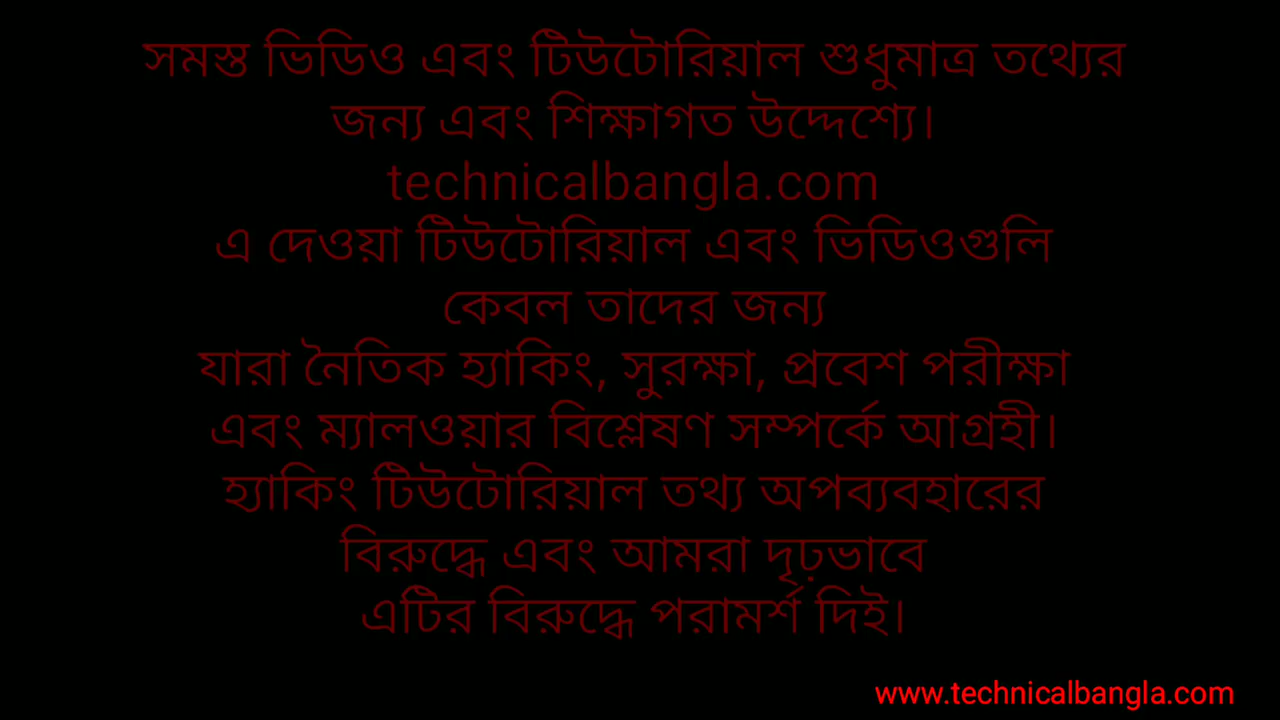 সমস্ত ভিডিও এবং টিউটোরিয়াল শুধুমাত্র তথ্যের
জন্য এবং শিক্ষাগত উদ্দেশ্যে।
technicalbangla.com
এ দেওয়া টিউটোরিয়াল এবং ভিডিওগুলি
কেবল তাদের জন্য
যারা নৈতিক হ্যাকিং, সুরক্ষা, প্রবেশ পরীক্ষা
এবং ম্যালওয়ার বিশ্লেষণ সম্পর্কে আগ্রহী।
হ্যাকিং টিউটোরিয়াল তথ্য অপব্যবহারের
বিরুদ্ধে এবং আমরা দৃঢ়ভাবে
এটির বিরুদ্ধে পরামর্শ দিই।
www.technicalbangla.com